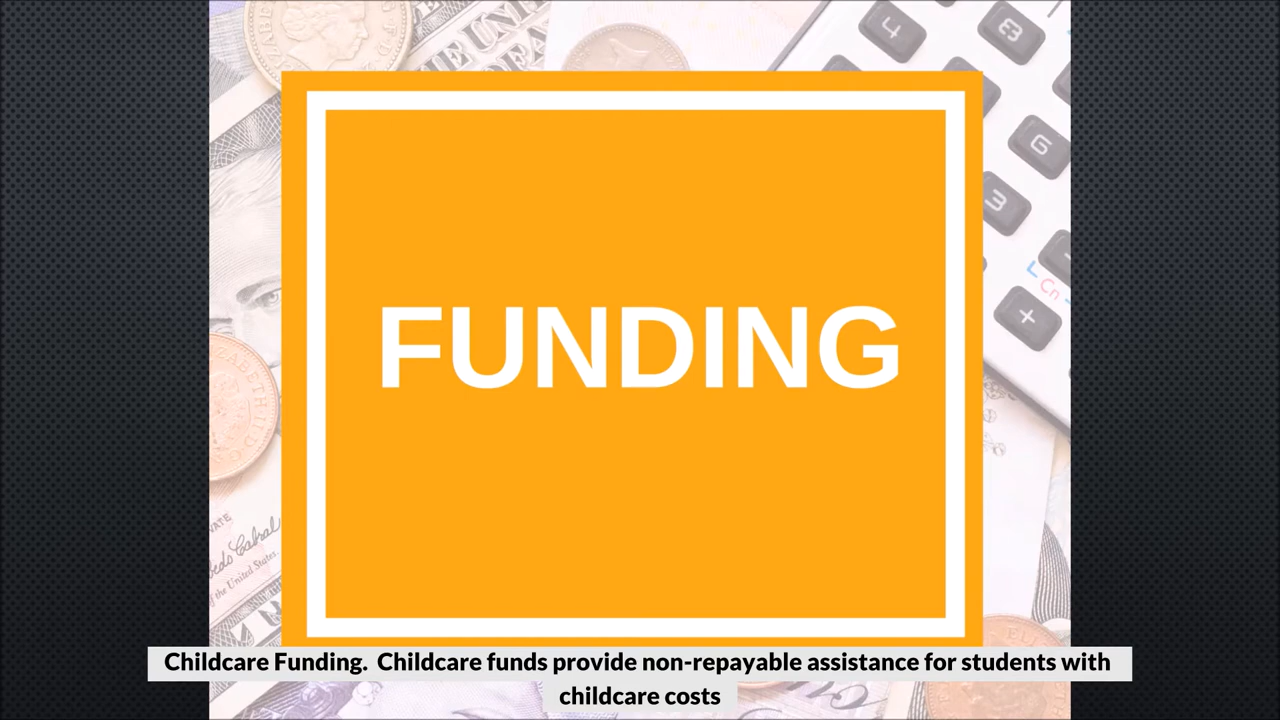 FUNDING
Childcare Funding.  Childcare funds provide non-repayable assistance for students with
childcare costs